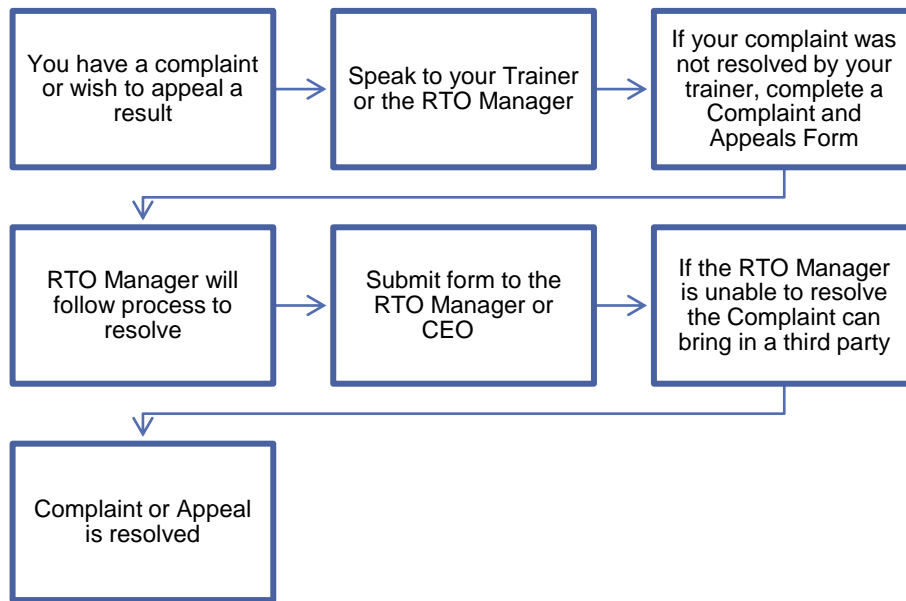 You have a complaint
or wish to appeal a
result
Speak to your Trainer
or the RTO Manager
If your complaint was
not resolved by your
trainer, complete a
Complaint and
Appeals Form
RTO Manager will
follow process to
resolve
Submit form to the
RTO Manager or
CEO
If the RTO Manager
is unable to resolve
the Complaint can
bring in a third party
Complaint or Appeal
is resolved